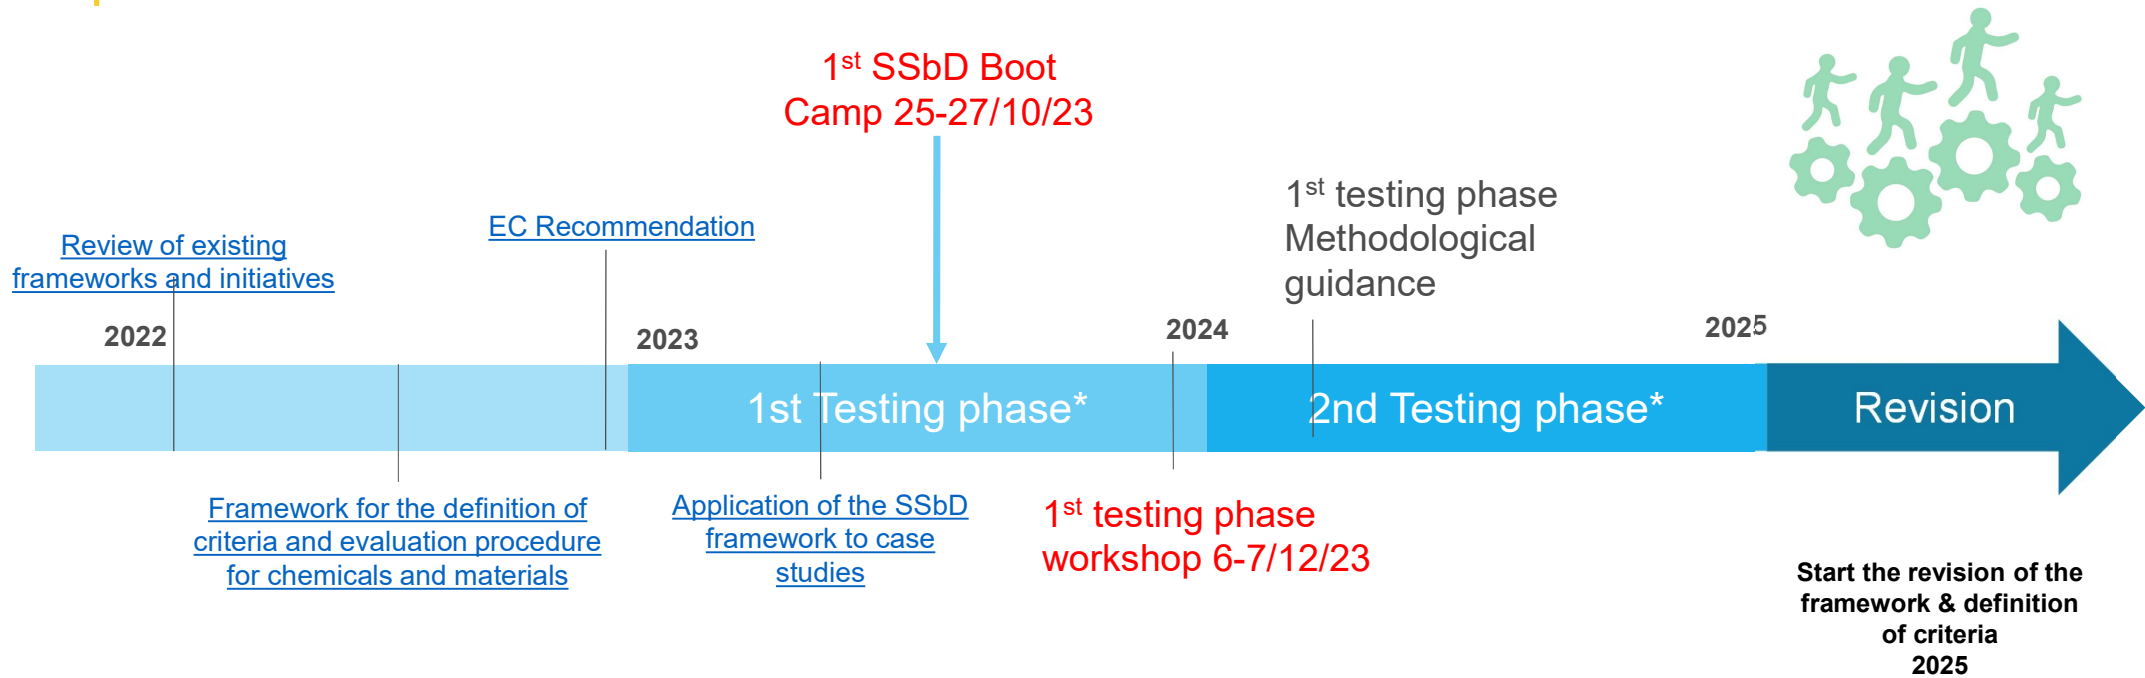 1st SSbD Boot
Camp 25-27/10/23
1st testing phase
Methodological
guidance
EC Recommendation
Review of existing
frameworks and initiatives
2022
2023
2024
2025
1st Testing phase*
2nd Testing phase*
Revision
Framework for the definition of
criteria and evaluation procedure
for chemicals and materials
Application of the SSbD
framework to case
studies
1st testing phase
workshop 6-7/12/23
Start the revision of the
framework & definition
of criteria
2025